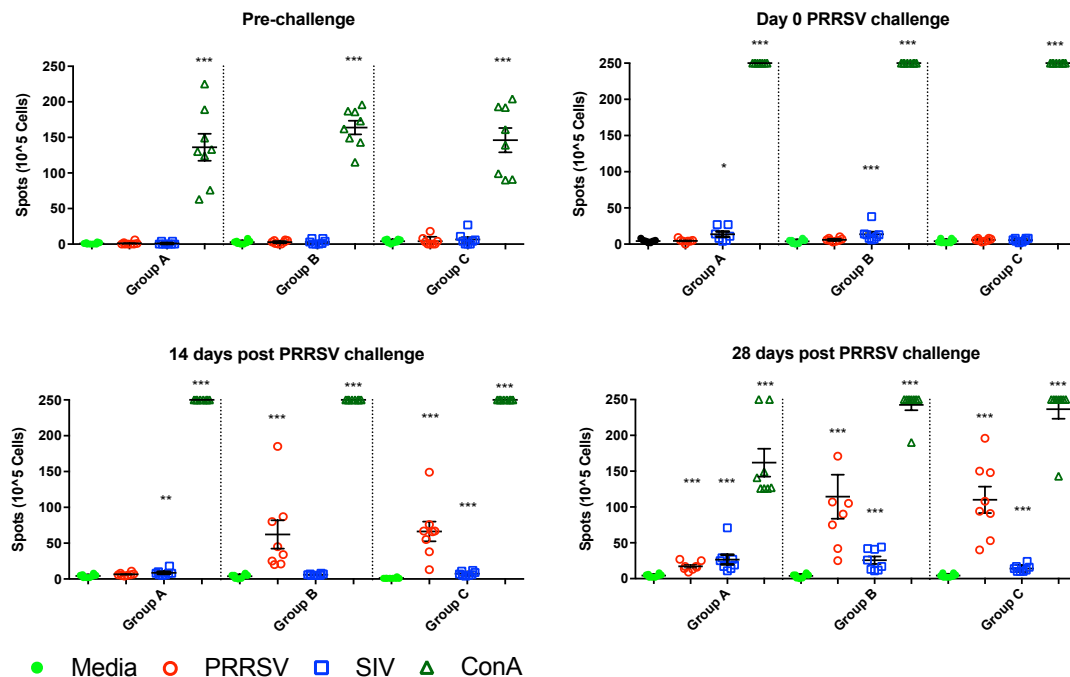 Pre-challenge
Spots (10^5 Cells)
250
200
150
100
50
0
***
***
***
Group A
Group B
Group C
Day 0 PRRSV challenge
Spots (10^5 Cells)
250
200
150
100
50
0
***
***
***
*
***
Group A
Group B
Group C
14 days post PRRSV challenge
Spots (10^5 Cells)
250
200
150
100
50
0
***
***
***
***
***
**
***
Group A
Group B
Group C
28 days post PRRSV challenge
Spots (10^5 Cells)
250
200
150
100
50
0
***
***
***
***
***
***
***
***
***
Group A
Group B
Group C
Media PRRSV SIV ConA